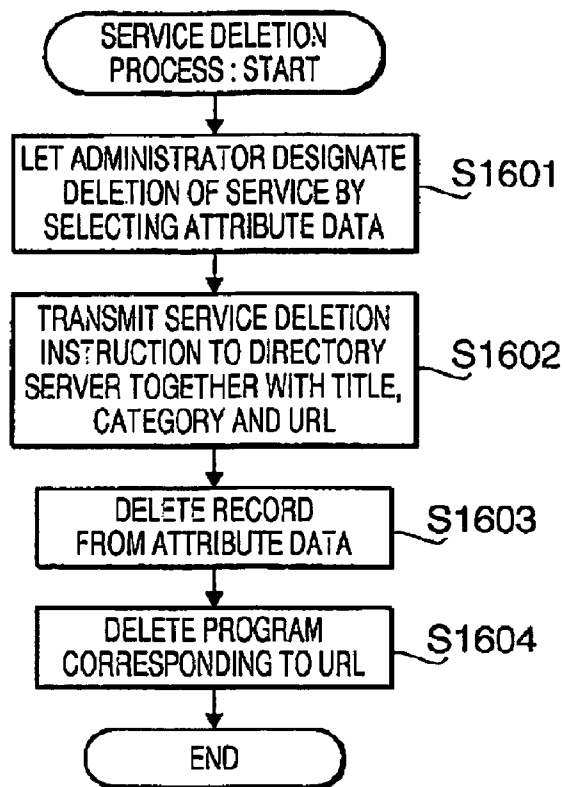 SERVICE DELETION
PROCESS : START
LET ADMINISTRATOR DESIGNATE
DELETION OF SERVICE BY
SELECTING ATTRIBUTE DATA
S1601
TRANSMIT SERVICE DELETION
INSTRUCTION TO DIRECTORY
SERVER TOGETHER WITH TITLE,
CATEGORY AND URL
S1602
DELETE RECORD
FROM ATTRIBUTE DATA
S1603
DELETE PROGRAM
CORRESPONDING TO URL
S1604
END